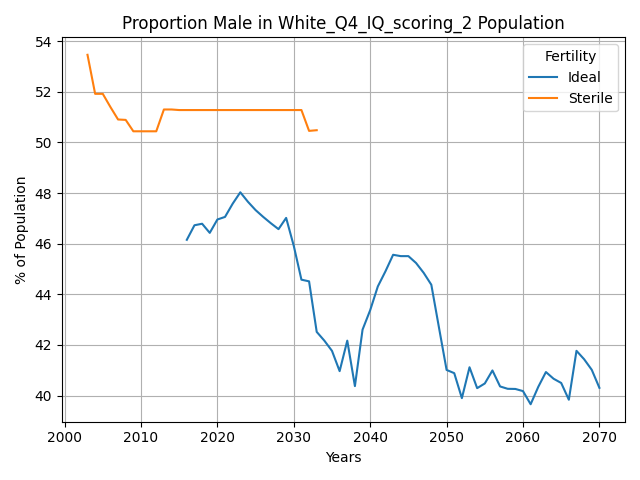 Proportion Male in White_Q4_IQ_scoring_2 Population
% of Population
54
52
50
48
46
44
42
40
Fertility
Ideal
Sterile
2000 2010 2020 2030 2040 2050 2060 2070
Years